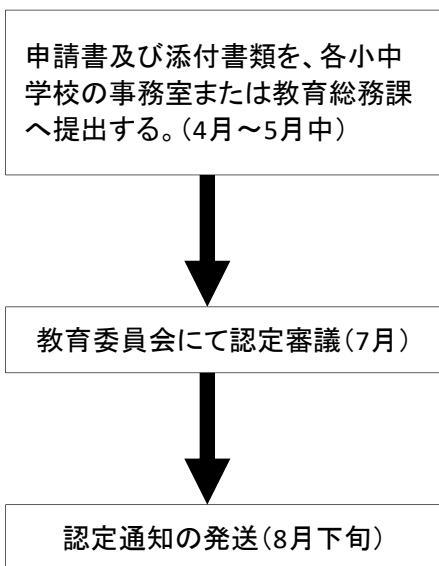 申請書及び添付書類を、各小中
学校の事務室または教育総務課
へ提出する。（4月～5月中）
教育委員会にて認定審議（7月）
認定通知の発送（8月下旬）